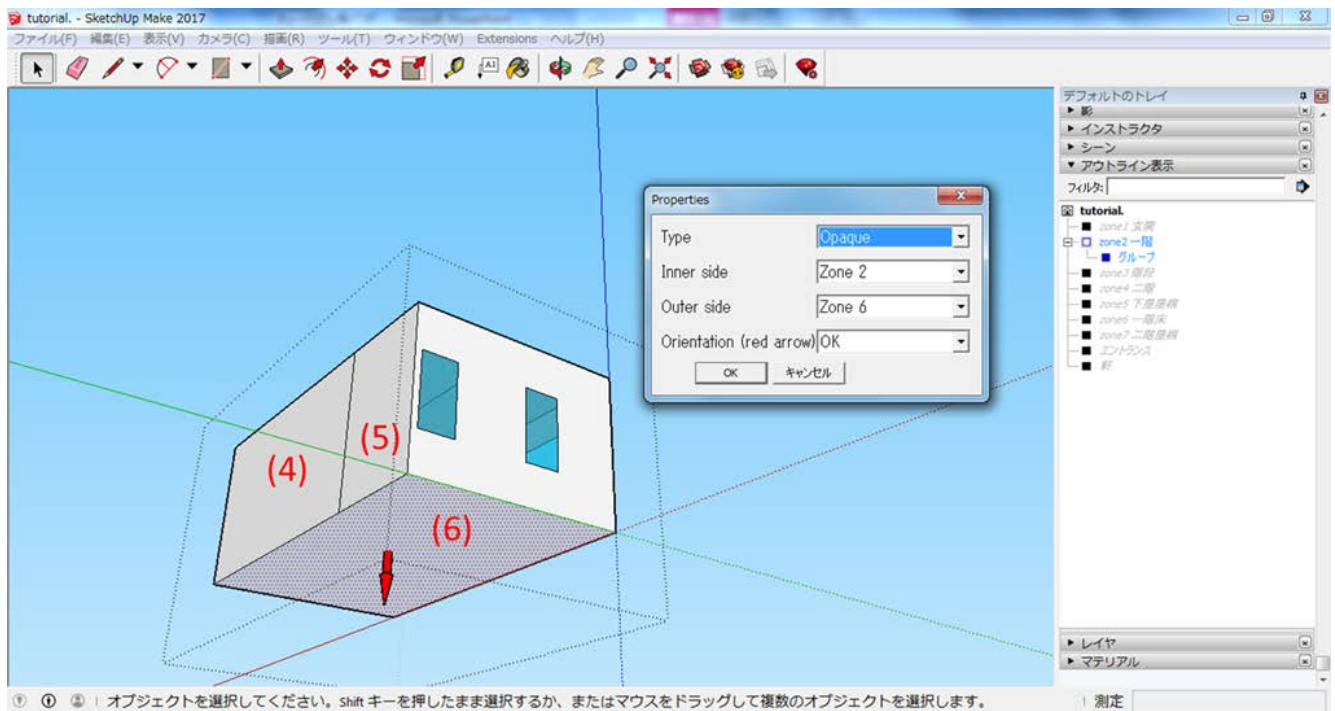 tutorial. - SketchUp Make 2017
ファイル(F) 編集(E) 表示(V) カメラ(C) 描画(R) ツール(T) ウィンドウ(W) Extensions ヘルプ(H)
A1
デフォルトのトレイ
影
インストラクタ
シーン
アウトライン表示
フィルタ:
tutorial.
zone1 玄関
zone2 一階
グループ
zone3 階段
zone4 二階
zone5 下屋屋根
zone6 一階床
zone7 二階屋根
エントランス
軒
Properties
Type Opaque
Inner side Zone 2
Outer side Zone 6
Orientation (red arrow) OK
OK キャンセル
(4)
(5)
(6)
レイヤ
マテリアル
オブジェクトを選択してください。Shift キーを押したまま選択するか、またはマウスをドラッグして複数のオブジェクトを選択します。
測定